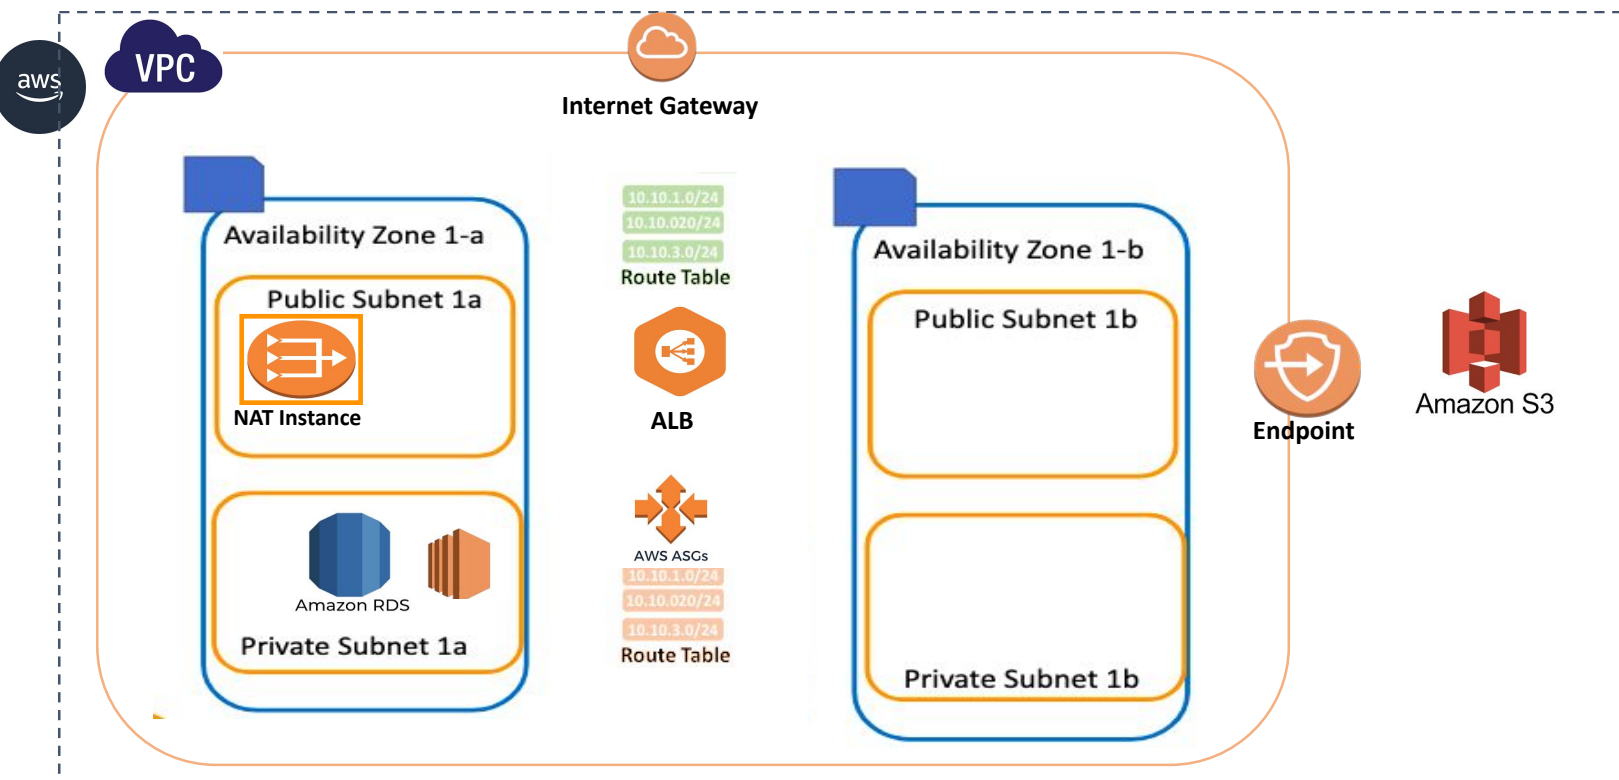 aws
VPC
Internet Gateway
Availability Zone 1-a
Public Subnet 1a
NAT Instance
Amazon RDS
Private Subnet 1a
10.10.1.0/24
10.10.020/24
10.10.3.0/24
Route Table
ALB
AWS ASGs
10.10.1.0/24
10.10.020/24
10.10.3.0/24
Route Table
Availability Zone 1-b
Public Subnet 1b
Private Subnet 1b
Endpoint
Amazon S3